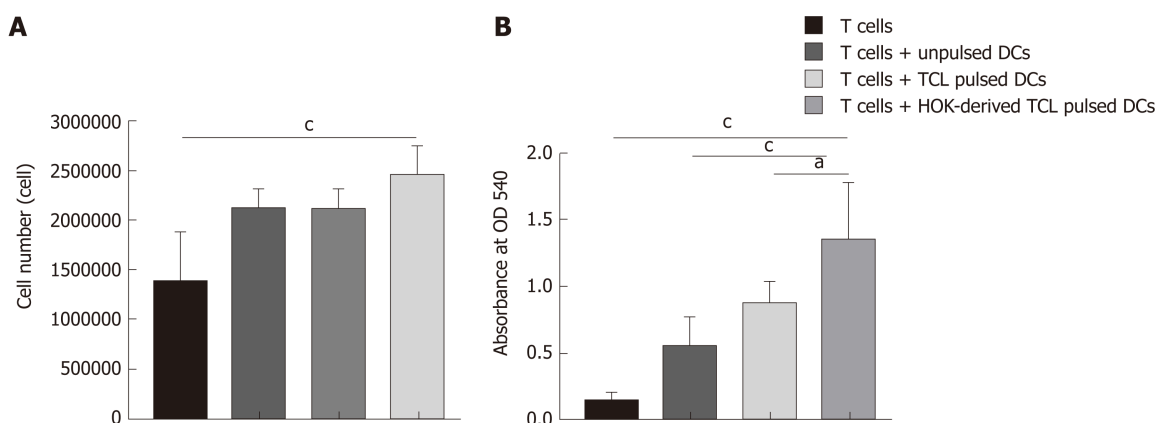 A
B
T cells
T cells + unpulsed DCs
T cells + TCL pulsed DCs
T cells + HOK-derived TCL pulsed DCs
Cell number (cell)
3000000
2500000
2000000
1500000
1000000
500000
0
c
Absorbance at OD 540
2.0
1.5
1.0
0.5
0.0
c
c
a